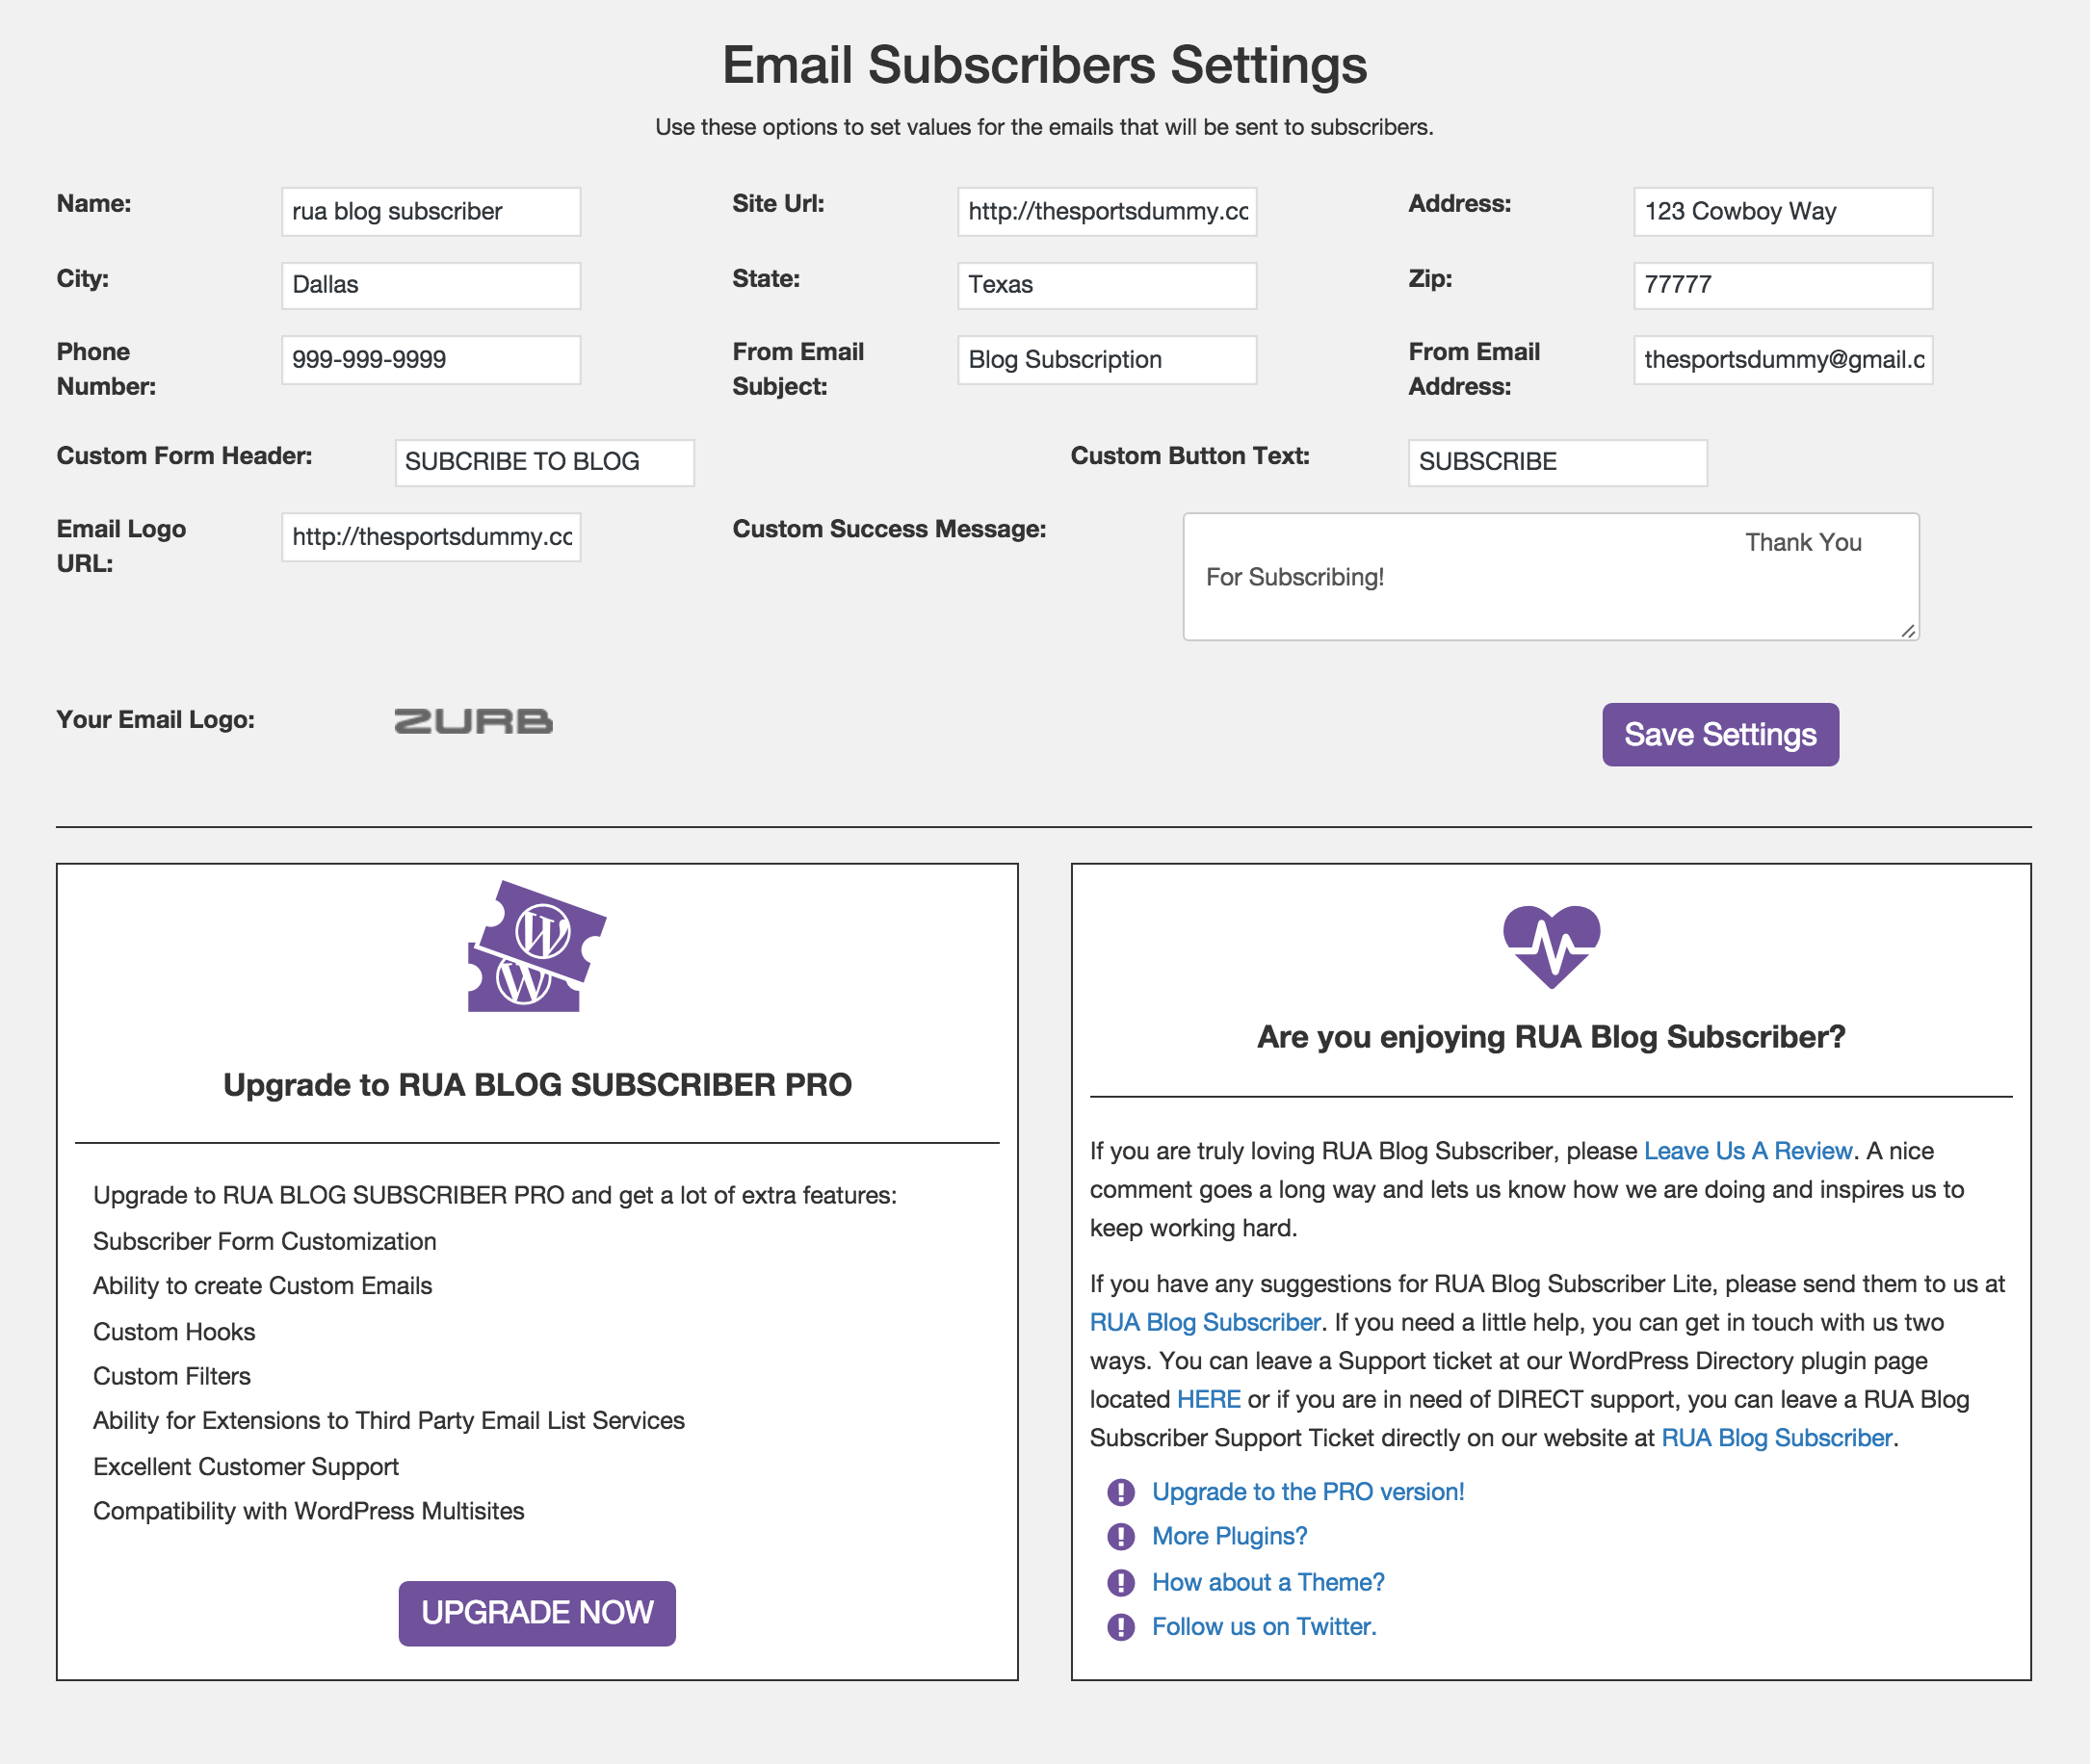 Email Subscribers Settings
Use these options to set values for the emails that will be sent to subscribers.
Name: rua blog subscriber Site Url: http://thesportsdummy.cc Address: 123 Cowboy Way
City: Dallas State: Texas Zip: 77777
Phone Number: 999-999-9999 From Email Subject: Blog Subscription From Email Address: thesportsdummy@gmail.c
Custom Form Header: SUBCRIBE TO BLOG Custom Button Text: SUBSCRIBE
Email Logo URL: http://thesportsdummy.cc Custom Success Message: Thank You
For Subscribing!
Your Email Logo: ZURB Save Settings
Upgrade to RUA BLOG SUBSCRIBER PRO
Upgrade to RUA BLOG SUBSCRIBER PRO and get a lot of extra features:
Subscriber Form Customization
Ability to create Custom Emails
Custom Hooks
Custom Filters
Ability for Extensions to Third Party Email List Services
Excellent Customer Support
Compatibility with WordPress Multisites
UPGRADE NOW
Are you enjoying RUA Blog Subscriber?
If you are truly loving RUA Blog Subscriber, please Leave Us A Review. A nice
comment goes a long way and lets us know how we are doing and inspires us to
keep working hard.
If you have any suggestions for RUA Blog Subscriber Lite, please send them to us at
RUA Blog Subscriber. If you need a little help, you can get in touch with us two
ways. You can leave a Support ticket at our WordPress Directory plugin page
located HERE or if you are in need of DIRECT support, you can leave a RUA Blog
Subscriber Support Ticket directly on our website at RUA Blog Subscriber.
Upgrade to the PRO version!
More Plugins?
How about a Theme?
Follow us on Twitter.